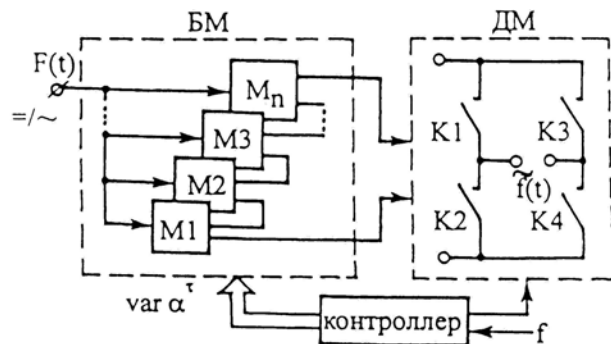 БМ
ДМ
F(t)
=/~
Mn
M3
M2
M1
K1
K3
f̃(t)
K2
K4
var α^τ
контроллер
f